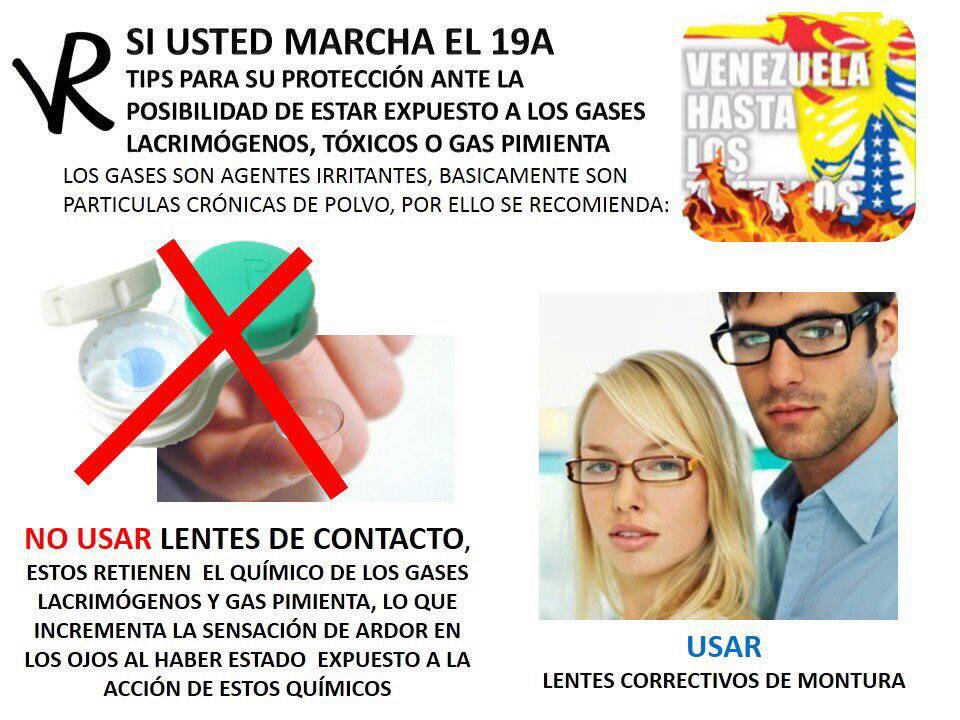 VR
SI USTED MARCHA EL 19A
TIPS PARA SU PROTECCIÓN ANTE LA
POSIBILIDAD DE ESTAR EXPUESTO A LOS GASES
LACRIMÓGENOS, TÓXICOS O GAS PIMIENTA
LOS GASES SON AGENTES IRRITANTES, BASICAMENTE SON
PARTICULAS CRÓNICAS DE POLVO, POR ELLO SE RECOMIENDA:
VENEZUELA
HASTA
LOS
R
NO USAR LENTES DE CONTACTO,
ESTOS RETIENEN EL QUÍMICO DE LOS GASES
LACRIMÓGENOS Y GAS PIMIENTA, LO QUE
INCREMENTA LA SENSACIÓN DE ARDOR EN
LOS OJOS AL HABER ESTADO EXPUESTO A LA
ACCIÓN DE ESTOS QUÍMICOS
USAR
LENTES CORRECTIVOS DE MONTURA